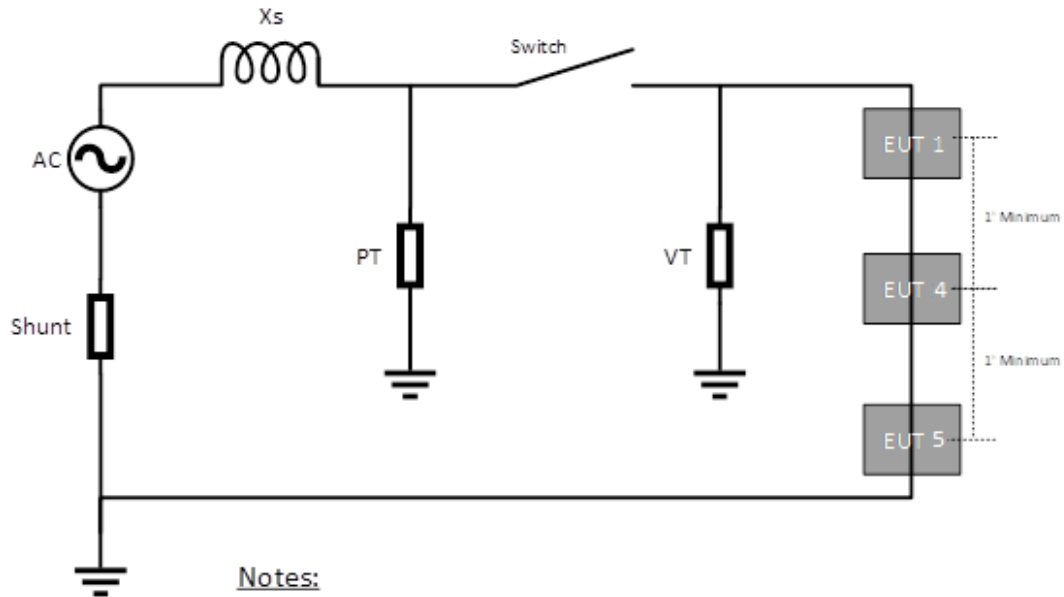 Xs
Switch
AC
EUT 1
1' Minimum
PT
VT
EUT 4
Shunt
1' Minimum
EUT 5
Notes: